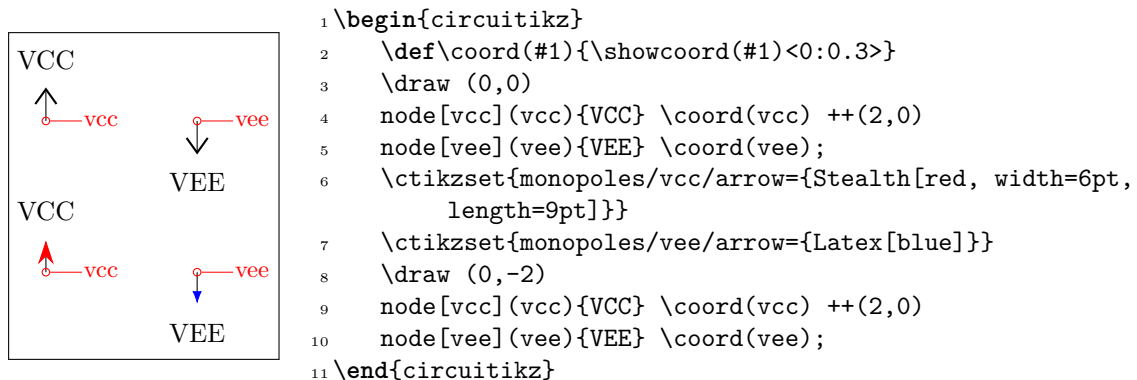 VCC
vcc
vee
VEE
VCC
vcc
vee
VEE
1 \begin{circuitikz}
2 \def\coord(#1){\showcoord(#1)<0:0.3>}
3 \draw (0,0)
4 node[vcc](vcc){VCC} \coord(vcc) ++(2,0)
5 node[vee](vee){VEE} \coord(vee);
6 \ctikzset{monopoles/vcc/arrow={Stealth[red, width=6pt,
length=9pt]}}
7 \ctikzset{monopoles/vee/arrow={Latex[blue]}}
8 \draw (0,-2)
9 node[vcc](vcc){VCC} \coord(vcc) ++(2,0)
10 node[vee](vee){VEE} \coord(vee);
11 \end{circuitikz}